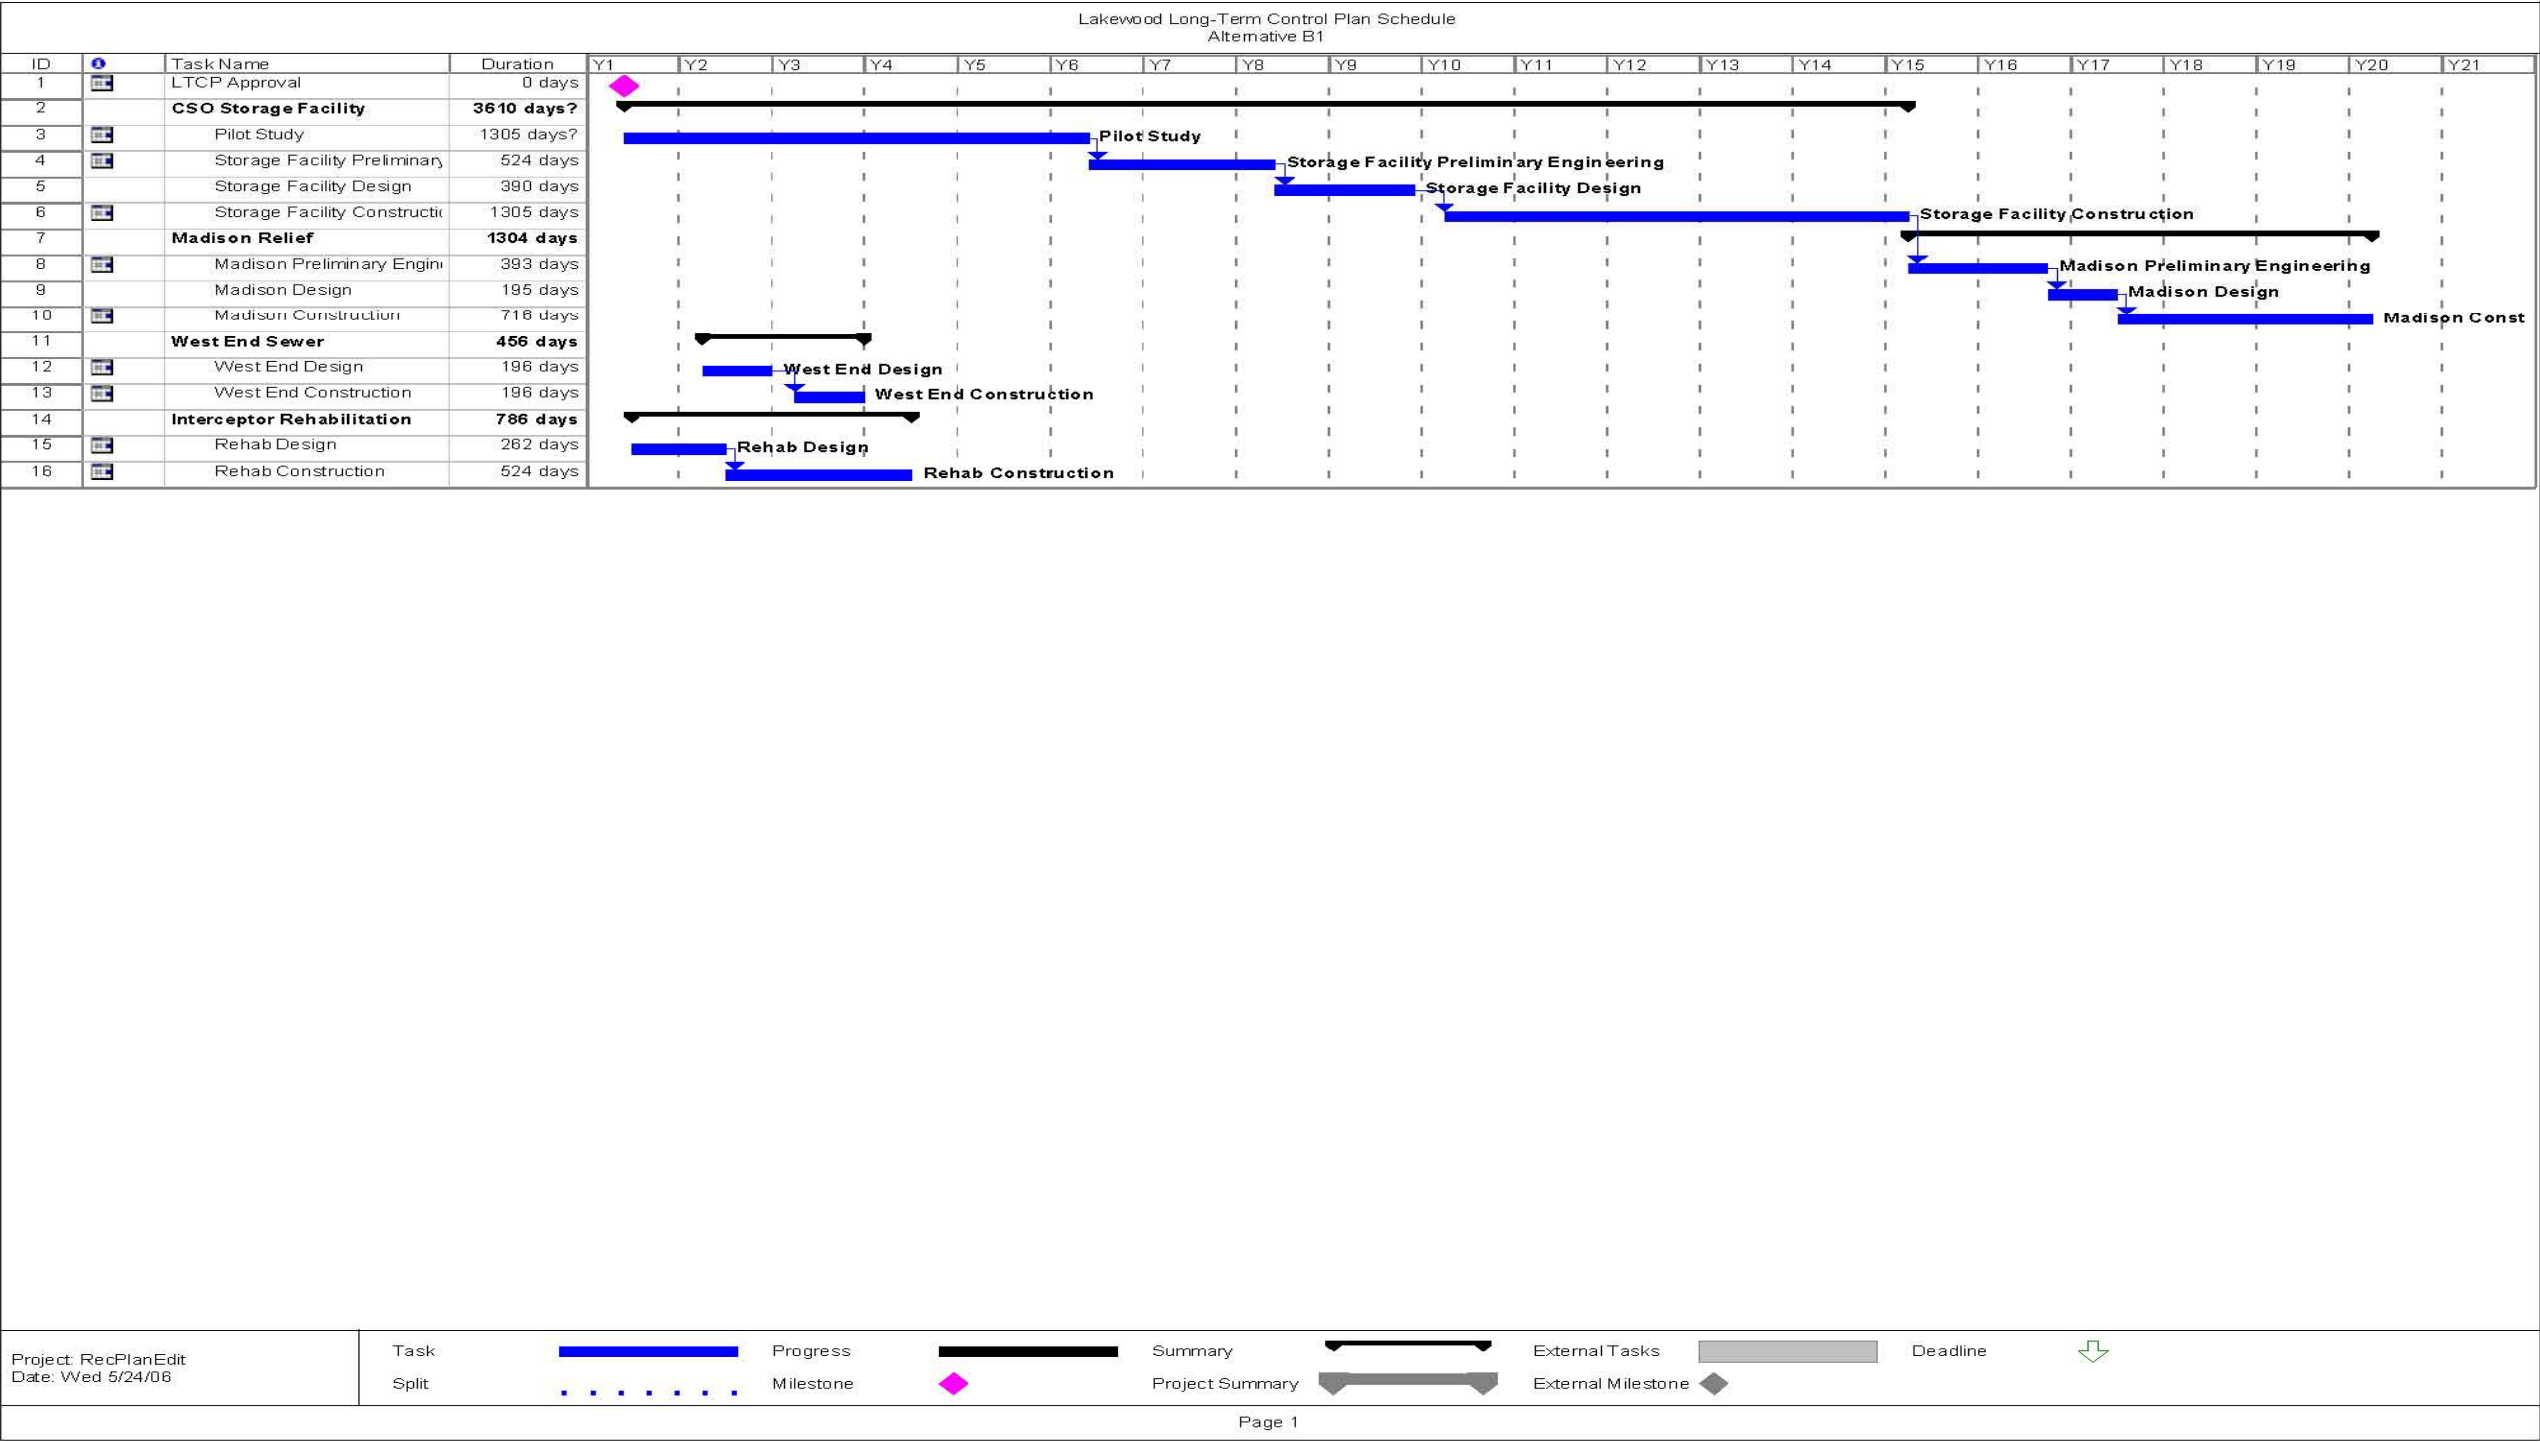 Lakewood Long-Term Control Plan Schedule
Alternative B1
ID Task Name Duration Y1 Y2 Y3 Y4 Y5 Y6 Y7 Y8 Y9 Y10 Y11 Y12 Y13 Y14 Y15 Y16 Y17 Y18 Y19 Y20 Y21
1 LTCP Approval 0 days
2 CSO Storage Facility 3610 days?
3 Pilot Study 1305 days? Pilot Study
4 Storage Facility Preliminary 524 days Storage Facility Preliminary Engineering
5 Storage Facility Design 390 days Storage Facility Design
6 Storage Facility Constructi 1305 days Storage Facility Construction
7 Madison Relief 1304 days
8 Madison Preliminary Engin 393 days Madison Preliminary Engineering
9 Madison Design 195 days Madison Design
10 Madison Construction 716 days Madison Const
11 West End Sewer 456 days
12 West End Design 196 days West End Design
13 West End Construction 196 days West End Construction
14 Interceptor Rehabilitation 786 days
15 Rehab Design 262 days Rehab Design
16 Rehab Construction 524 days Rehab Construction
Project: RecPlanEdit
Date: Wed 5/24/06
Task Progress Summary External Tasks Deadline
Split Milestone Project Summary External Milestone
Page 1